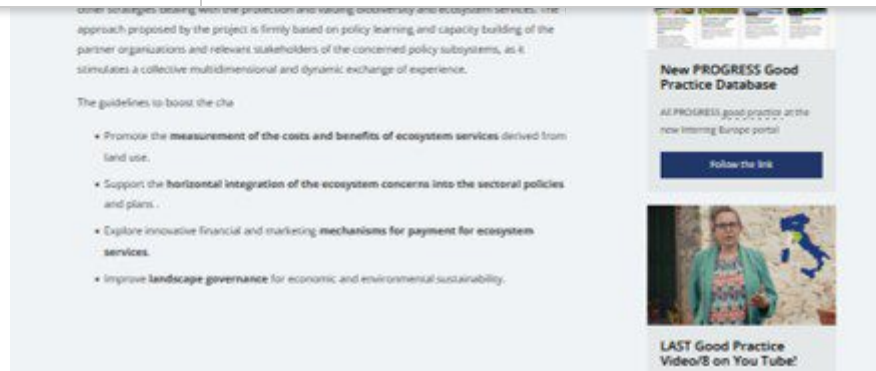 other strategies dealing with the protection and valuing biodiversity and ecosystem services. The
approach proposed by the project is firmly based on policy learning and capacity building of the
partner organizations and relevant stakeholders of the concerned policy subsystems, as it
stimulates a collective multidimensional and dynamic exchange of experience.
The guidelines to boost the cha
• Promote the measurement of the costs and benefits of ecosystem services derived from
land use.
• Support the horizontal integration of the ecosystem concerns into the sectoral policies
and plans .
• Explore innovative financial and marketing mechanisms for payment for ecosystem
services.
• Improve landscape governance for economic and environmental sustainability.
New PROGRESS Good
Practice Database
All PROGRESS good practice at the
new Interreg Europe portal
Follow the link
LAST Good Practice
Video/8 on You Tube!